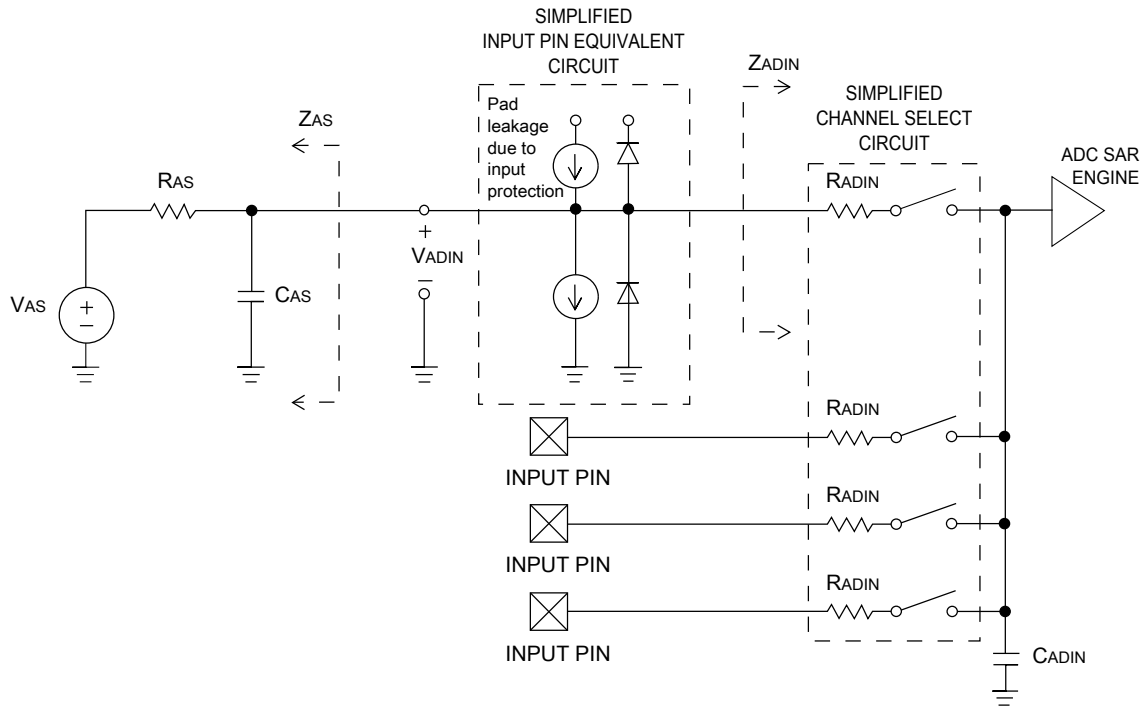 SIMPLIFIED
INPUT PIN EQUIVALENT
CIRCUIT
ZADIN
SIMPLIFIED
CHANNEL SELECT
CIRCUIT
Pad
leakage
due to
input
protection
ZAS
ADC SAR
ENGINE
RAS
RADIN
+
VADIN
–
VAS
+
-
CAS
RADIN
INPUT PIN
RADIN
INPUT PIN
RADIN
INPUT PIN
CADIN